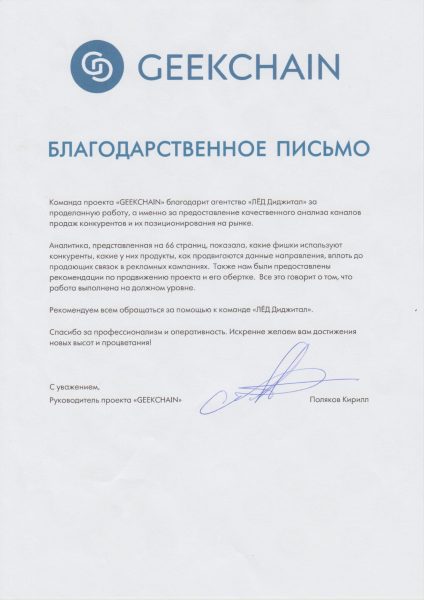 GEEKCHAIN
БЛАГОДАРСТВЕННОЕ ПИСЬМО
Команда проекта «GEEKCHAIN» благодарит агентство «ЛЁД Диджитал» за
проделанную работу, а именно за предоставление качественного анализа каналов
продаж конкурентов и их позиционирования на рынке.
Аналитика, представленная на 66 страниц, показала, какие фишки используют
конкуренты, какие у них продукты, как продвигаются данные направления, вплоть до
продающих связок в рекламных кампаниях. Также нам были предоставлены
рекомендации по продвижению проекта и его обертке. Все это говорит о том, что
работа выполнена на должном уровне.
Рекомендуем всем обращаться за помощью к команде «ЛЁД Диджитал».
Спасибо за профессионализм и оперативность. Искренне желаем вам достижения
новых высот и процветания!
С уважением,
Руководитель проекта «GEEKCHAIN» Поляков Кирилл